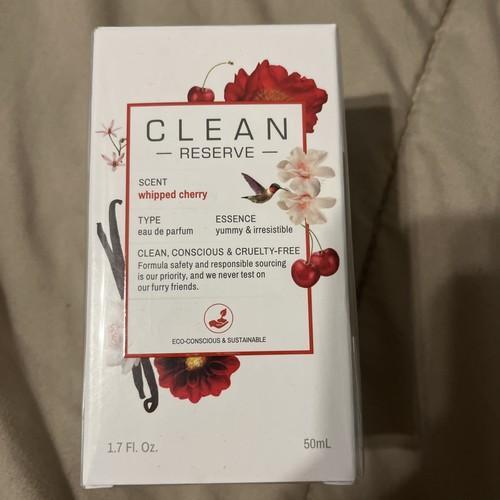 CLEAN
— RESERVE —
SCENT
whipped cherry
TYPE
eau de parfum
ESSENCE
yummy & irresistible
CLEAN, CONSCIOUS & CRUELTY-FREE
Formula safety and responsible sourcing
is our priority, and we never test on
our furry friends.
ECO-CONSCIOUS & SUSTAINABLE
1.7 Fl. Oz.
50mL